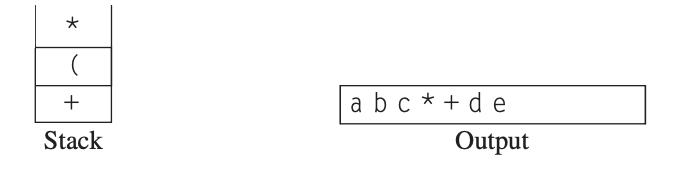 *
(
+
a b c * + d e
Stack
Output